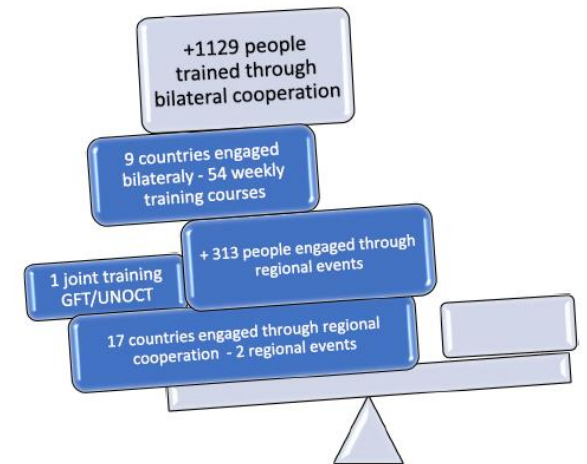 +1129 people
trained through
bilateral cooperation
9 countries engaged
bilateraly - 54 weekly
training courses
+ 313 people engaged through
regional events
1 joint training
GFT/UNOCT
17 countries engaged through regional
cooperation - 2 regional events